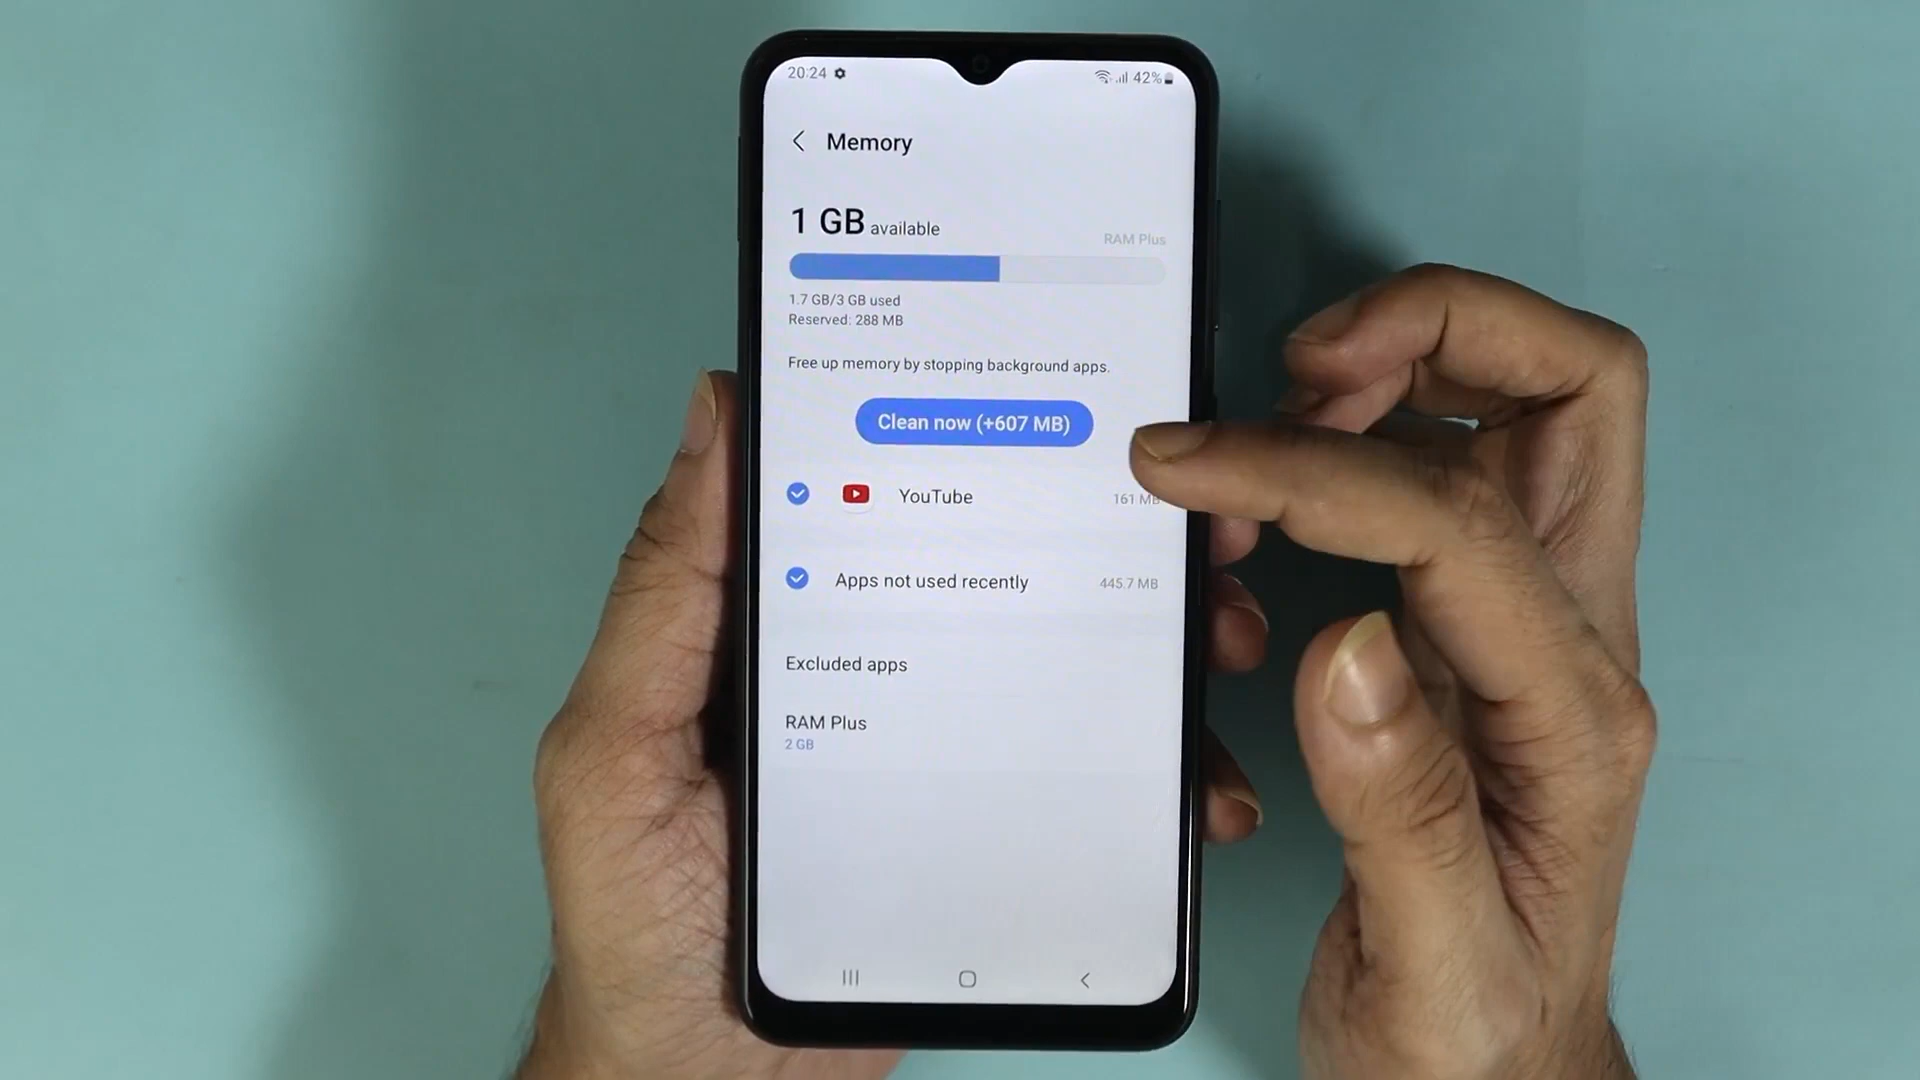 20:24
42%
Memory
1 GB available
RAM Plus
1.7 GB/3 GB used
Reserved: 288 MB
Free up memory by stopping background apps.
Clean now (+607 MB)
YouTube 161 MB
Apps not used recently 445.7 MB
Excluded apps
RAM Plus
2 GB